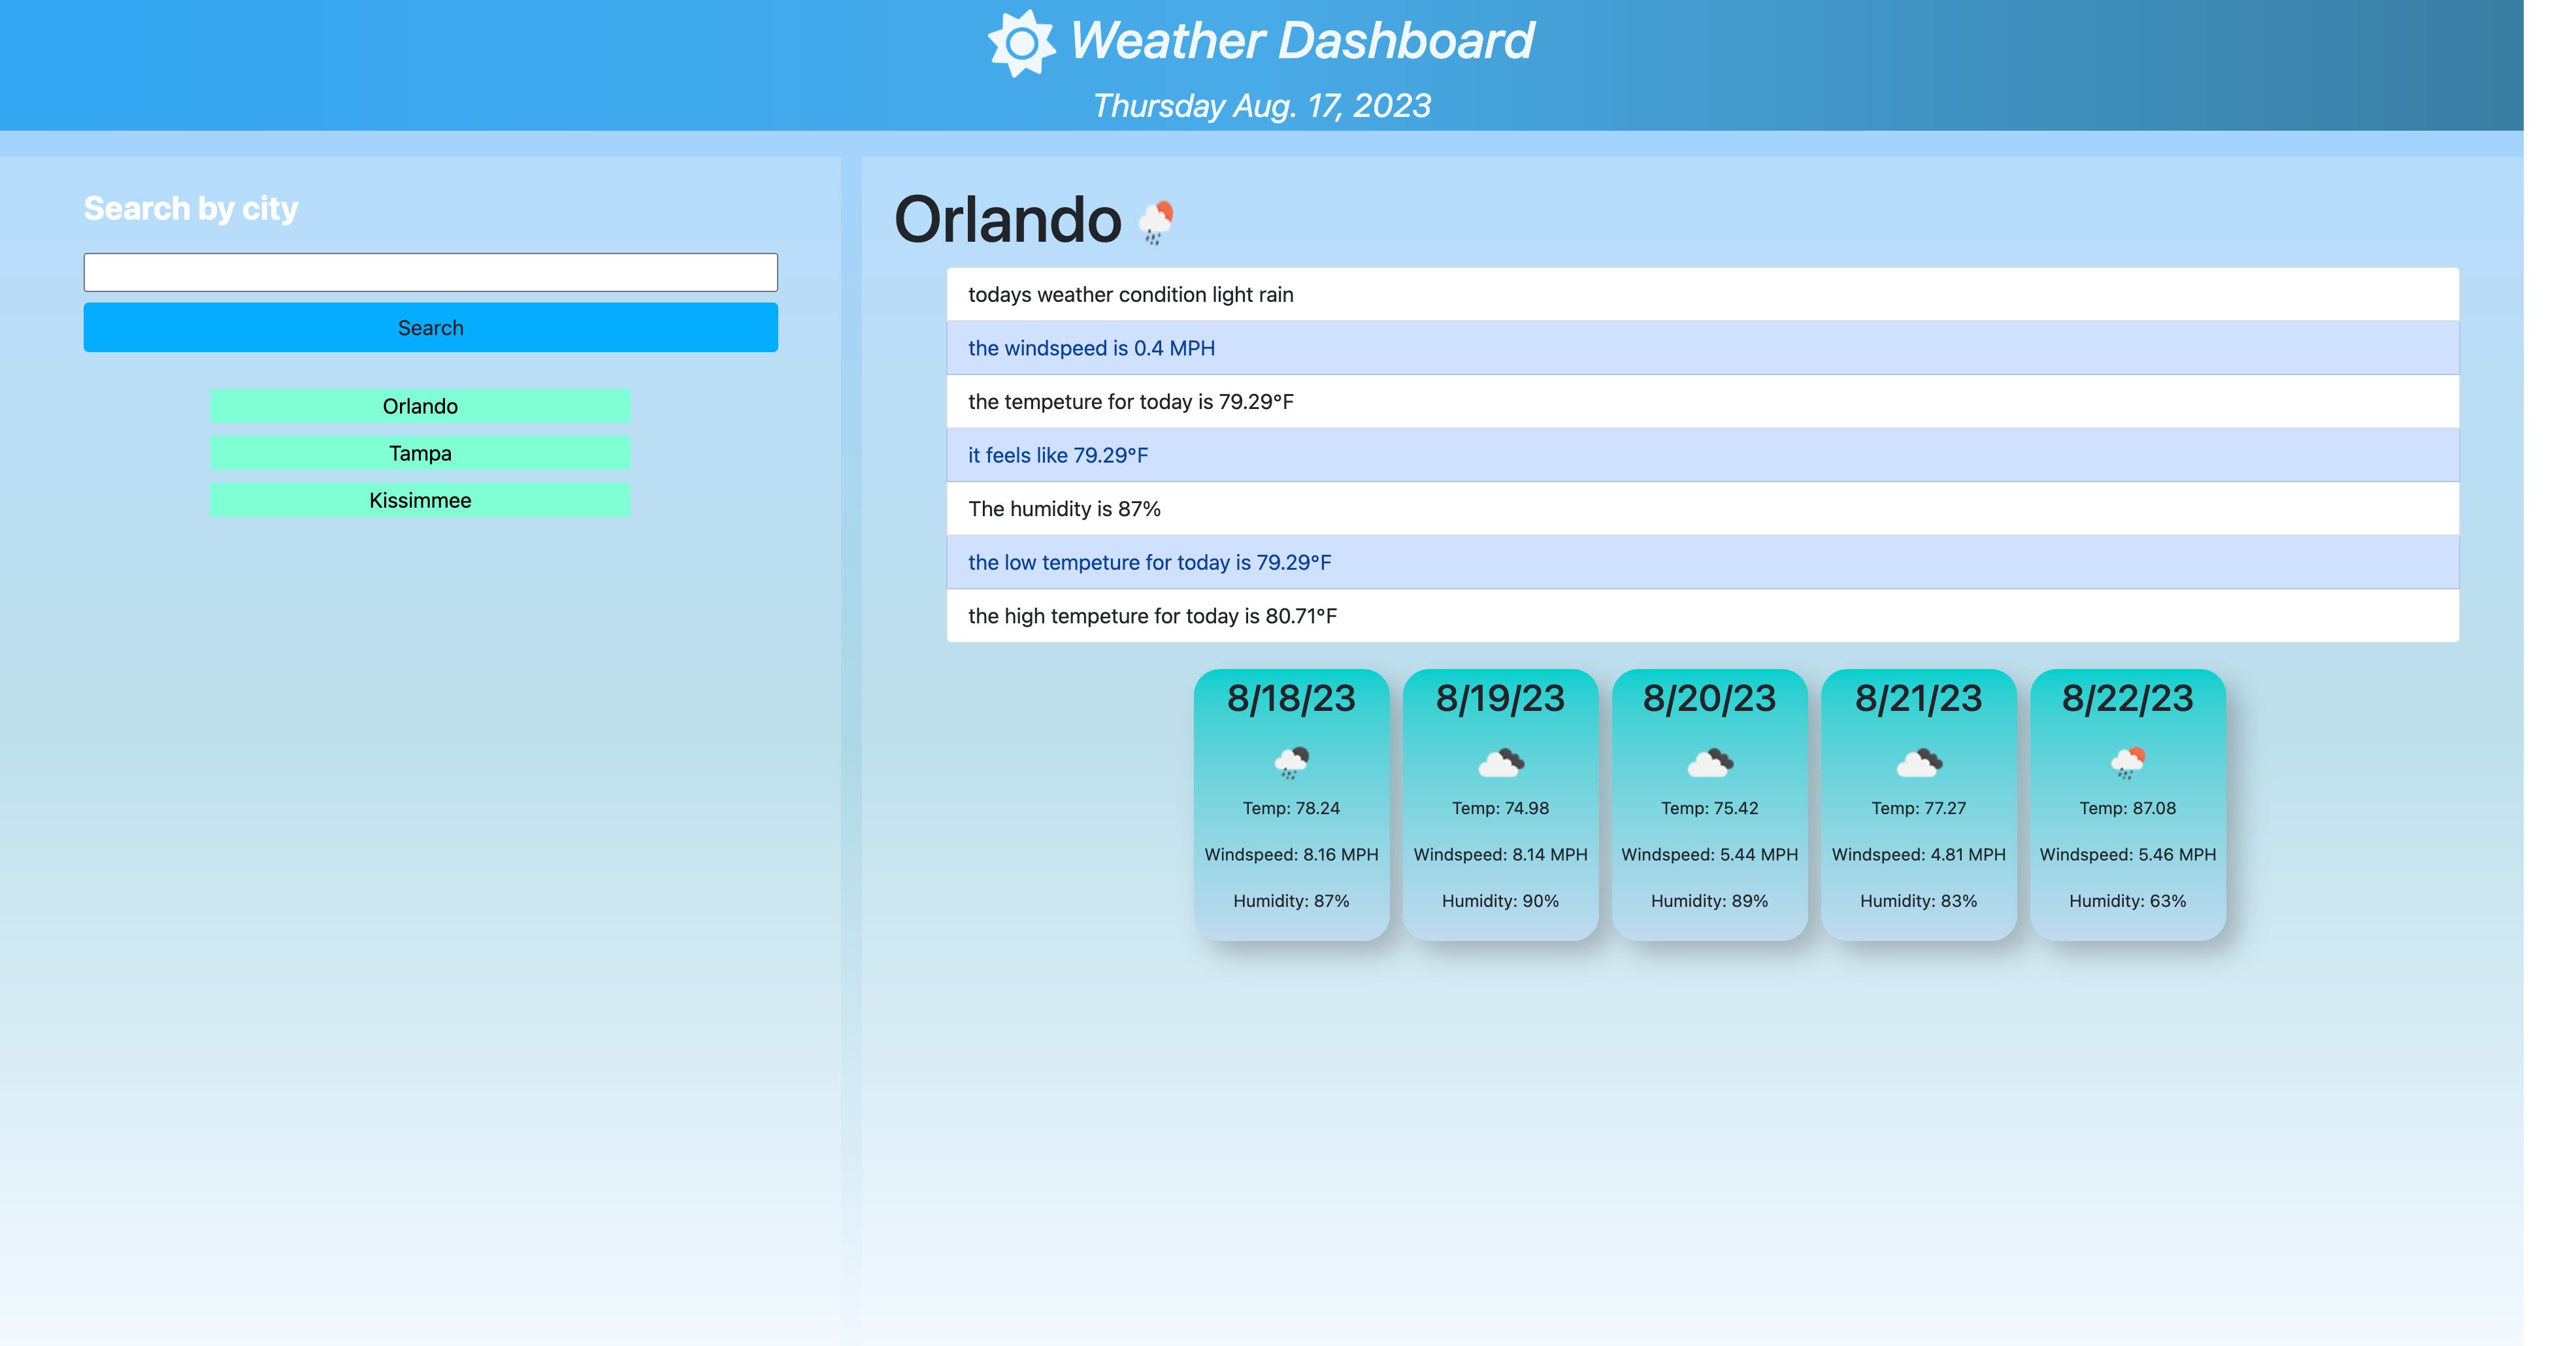 Weather Dashboard
Thursday Aug. 17, 2023
Search by city
Search
Orlando
Tampa
Kissimmee
Orlando
todays weather condition light rain
the windspeed is 0.4 MPH
the tempeture for today is 79.29°F
it feels like 79.29°F
The humidity is 87%
the low tempeture for today is 79.29°F
the high tempeture for today is 80.71°F
8/18/23
Temp: 78.24
Windspeed: 8.16 MPH
Humidity: 87%
8/19/23
Temp: 74.98
Windspeed: 8.14 MPH
Humidity: 90%
8/20/23
Temp: 75.42
Windspeed: 5.44 MPH
Humidity: 89%
8/21/23
Temp: 77.27
Windspeed: 4.81 MPH
Humidity: 83%
8/22/23
Temp: 87.08
Windspeed: 5.46 MPH
Humidity: 63%